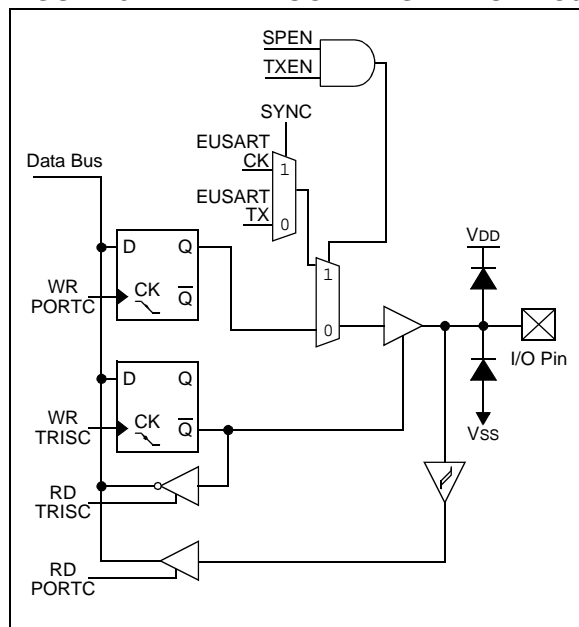 SPEN
TXEN
SYNC
EUSART
CK
1
Data Bus
EUSART
TX
0
D Q
1
VDD
WR
PORTC
CK
Q
0
I/O Pin
D Q
WR
TRISC
CK
Q
VSS
RD
TRISC
RD
PORTC